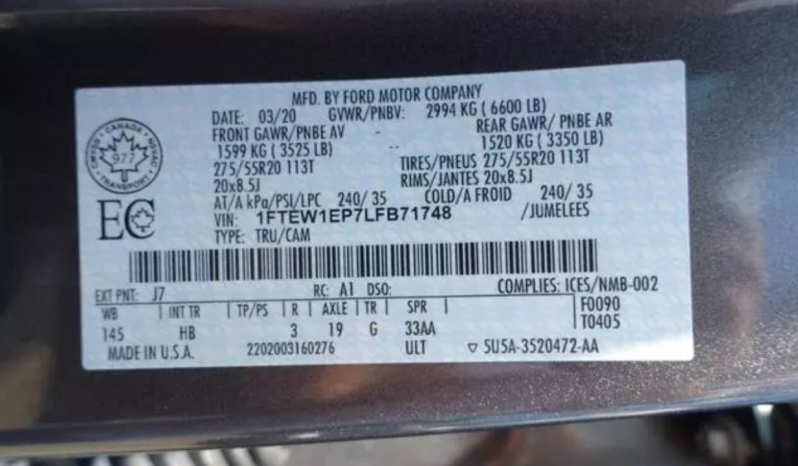 MFD. BY FORD MOTOR COMPANY
DATE: 03/20 GVWR/PNBV: 2994 KG ( 6600 LB)
FRONT GAWR/PNBE AV - REAR GAWR/ PNBE AR
1599 KG ( 3525 LB) - 1520 KG ( 3350 LB)
275/55R20 113T TIRES/PNEUS 275/55R20 113T
20x8.5J RIMS/JANTES 20x8.5J
AT/A kPa/PSI/LPC 240/ 35 COLD/A FROID 240/ 35
VIN: 1FTEW1EP7LFB71748 /JUMELEES
TYPE: TRU/CAM
CANADA
977
TRANSPORT
EC
EXT PNT: J7 RC: A1 DSO: COMPLIES: ICES/NMB-002
WB | INT TR | TP/PS | R | AXLE | TR | SPR | F0090
145 HB 3 19 G 33AA T0405
MADE IN U.S.A. 2202003160276 ULT ▽ 5U5A-3520472-AA